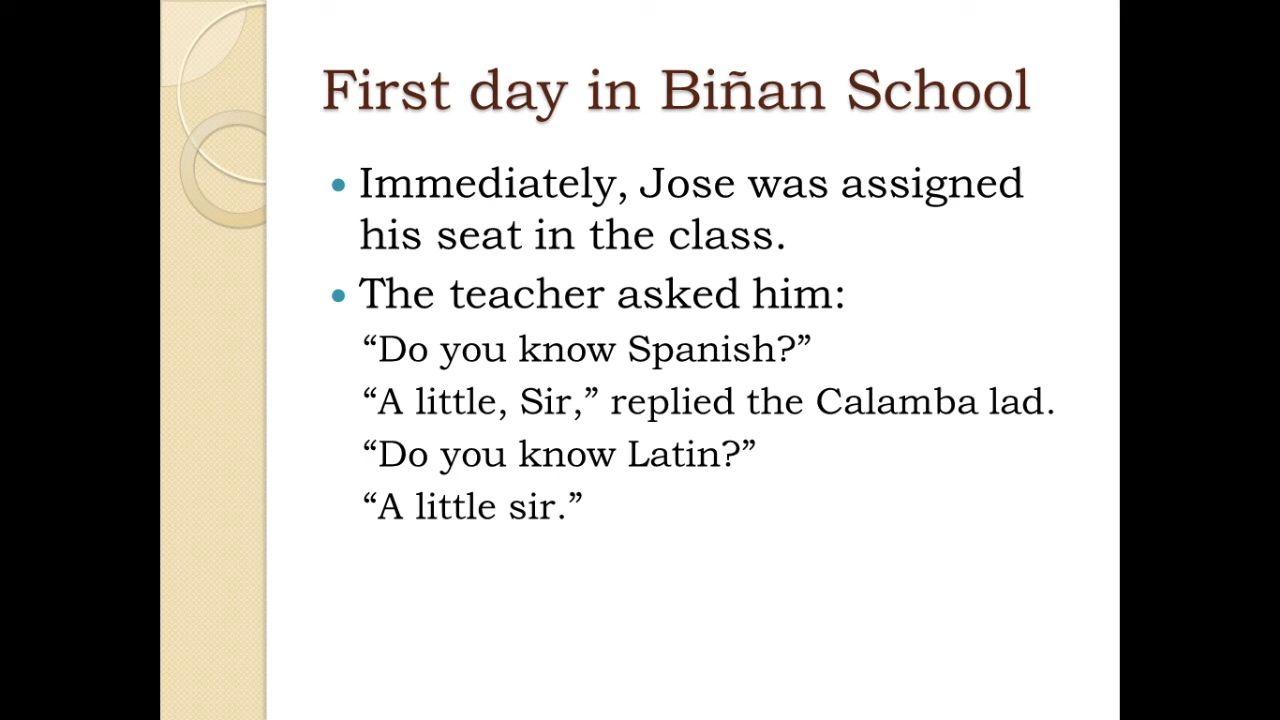 First day in Biñan School
• Immediately, Jose was assigned
his seat in the class.
• The teacher asked him:
“Do you know Spanish?”
“A little, Sir,” replied the Calamba lad.
“Do you know Latin?”
“A little sir.”